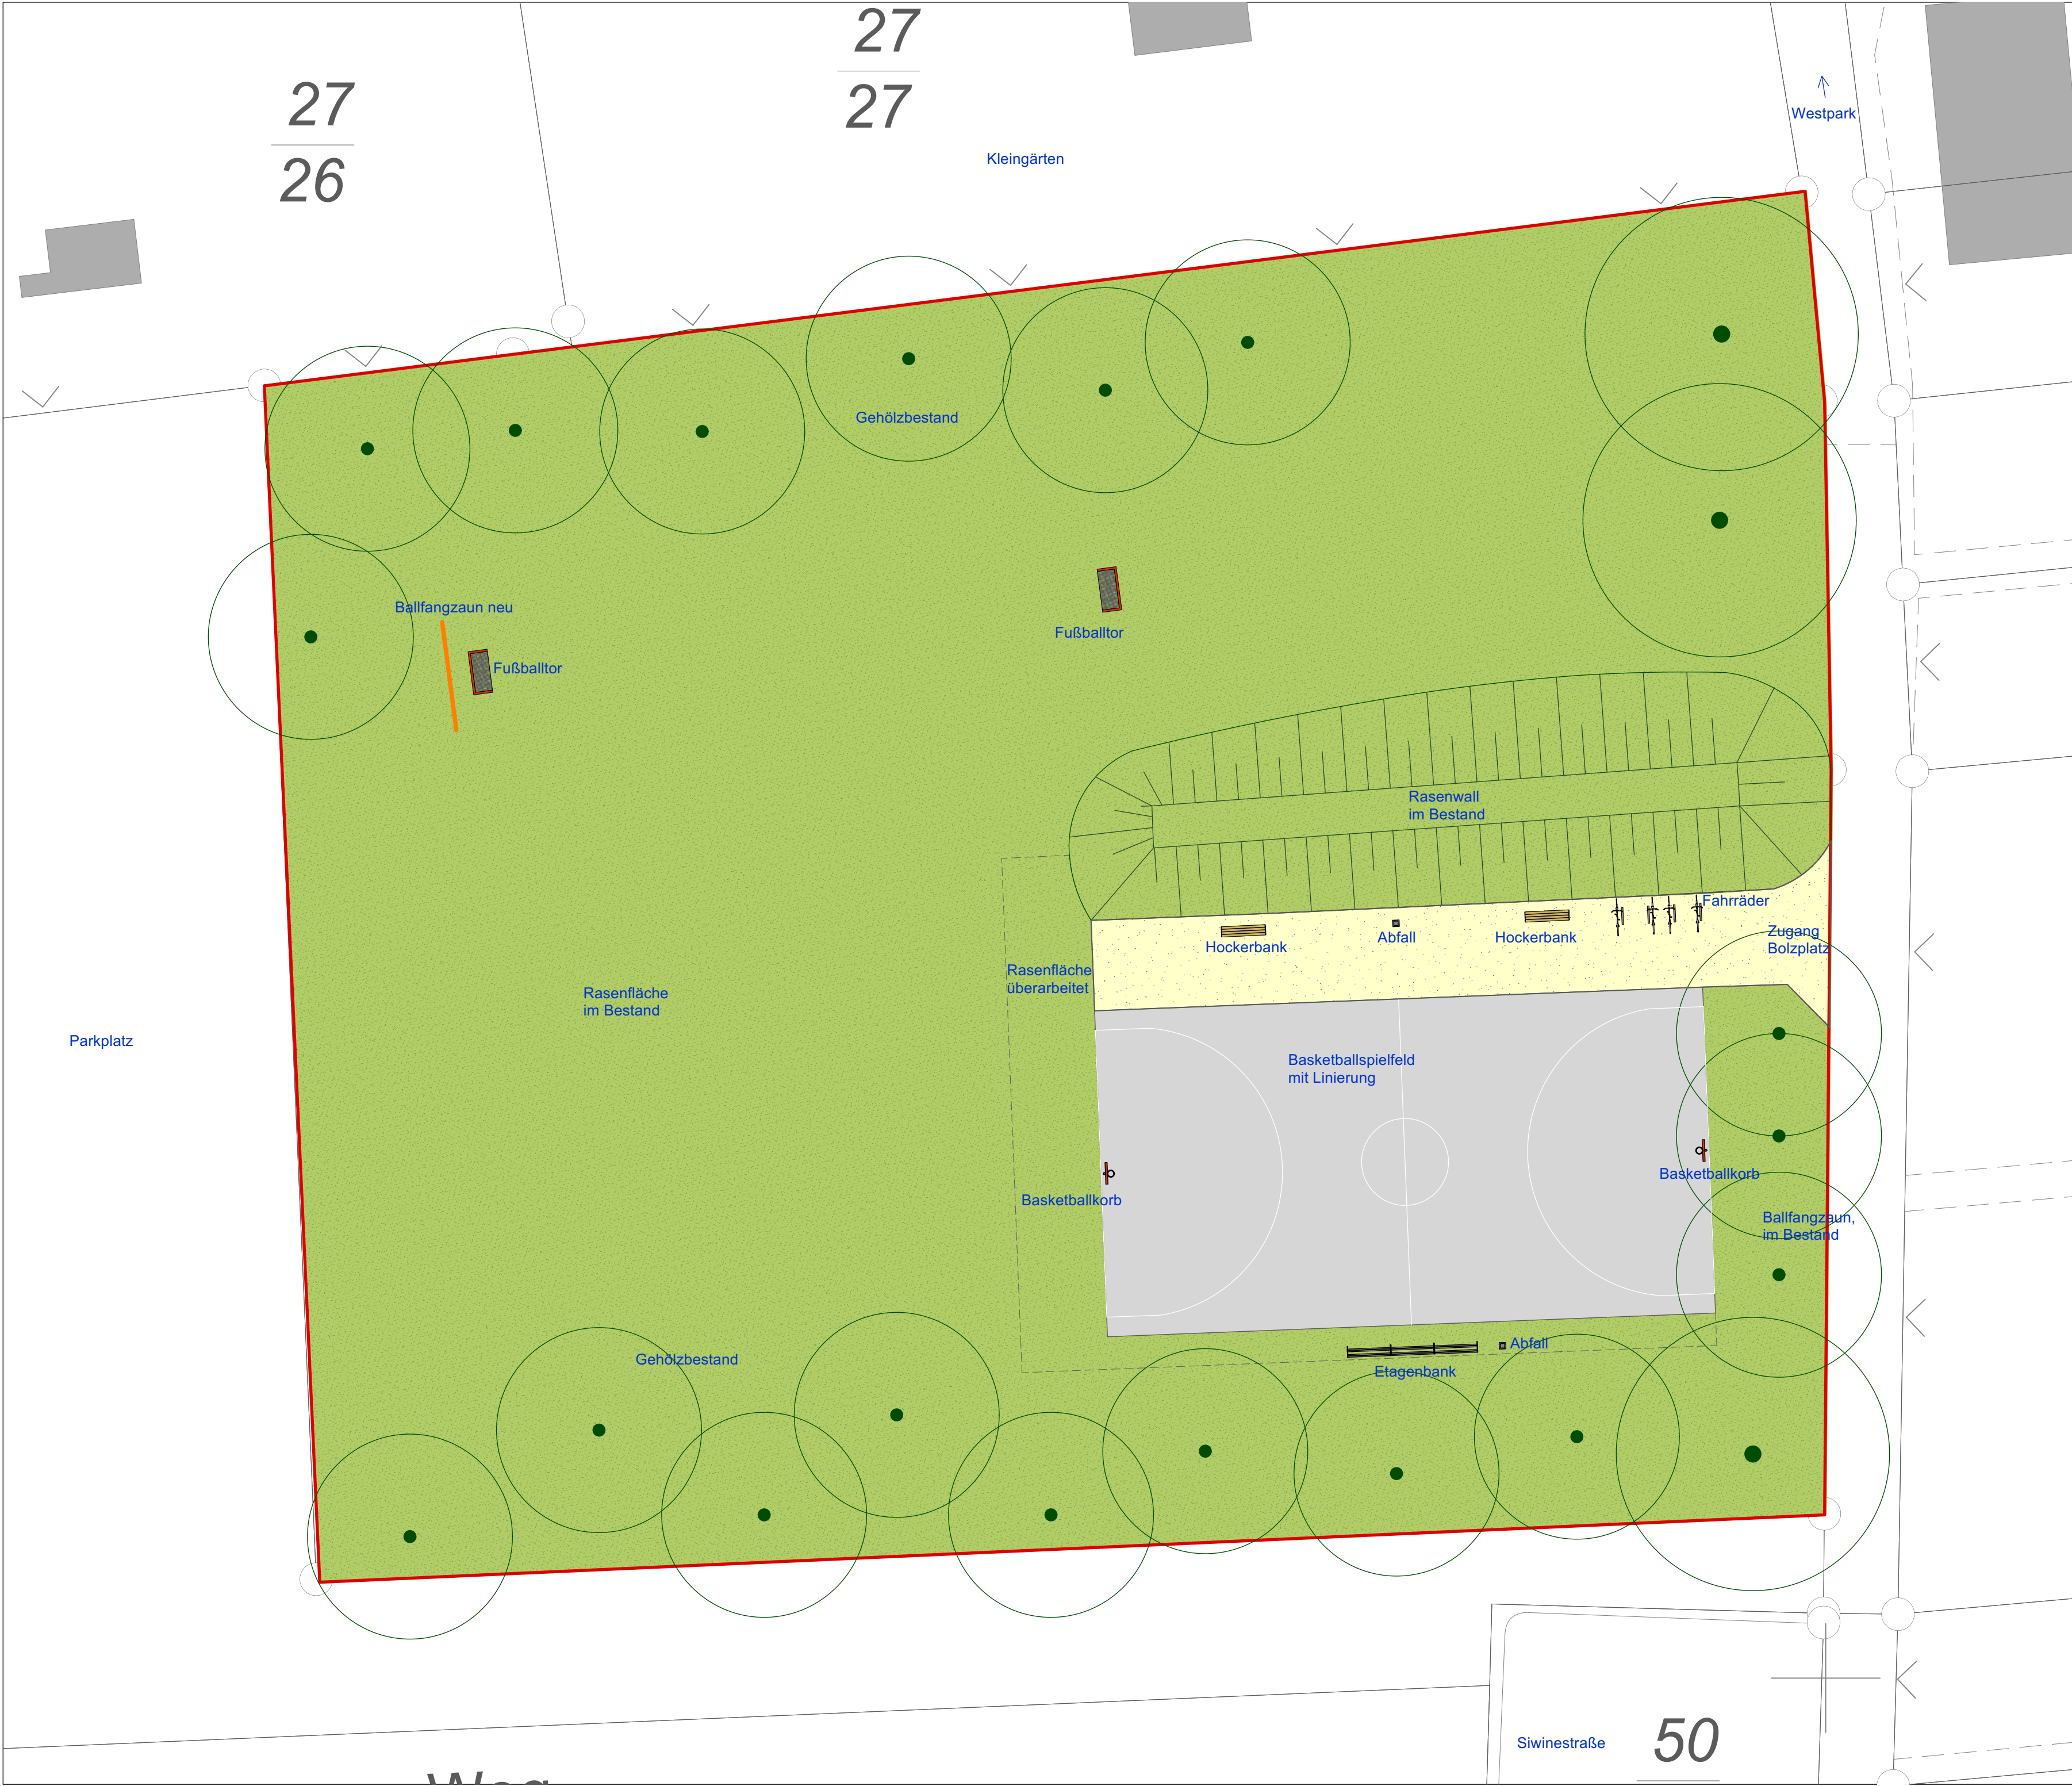 27
27
27
26
Westpark
Kleingärten
Gehölzbestand
Ballfangzaun neu
Fußballtor
Fußballtor
Rasenwall
im Bestand
Fahrräder
Hockerbank
Abfall
Hockerbank
Zugang
Bolzplatz
Rasenfläche
überarbeitet
Rasenfläche
im Bestand
Parkplatz
Basketballspielfeld
mit Linierung
Basketballkorb
Basketballkorb
Ballfangzaun,
im Bestand
Gehölzbestand
Abfall
Etagenbank
Siwinestraße
50